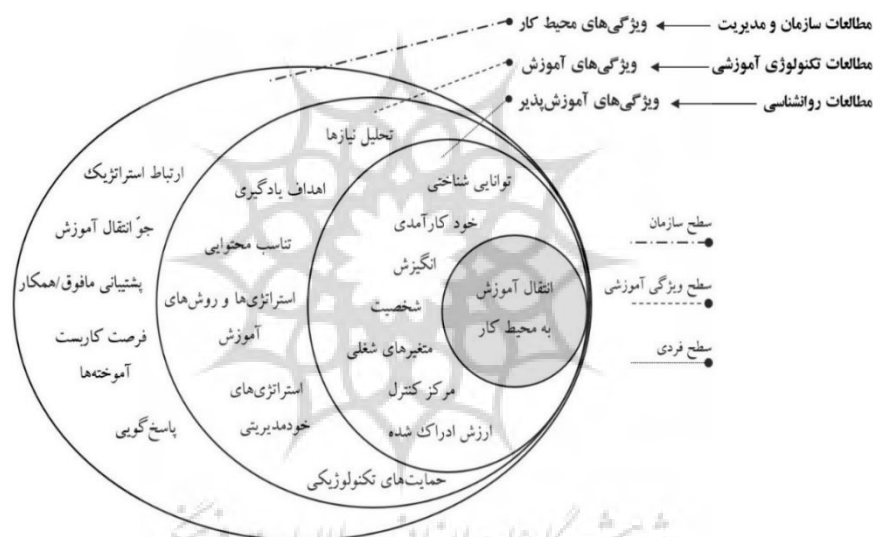 مطالعات سازمان و مدیریت ویژگی‌های محیط کار
مطالعات تکنولوژی آموزشی ویژگی‌های آموزش
مطالعات روانشناسی ویژگی‌های آموزش‌پذیر
سطح سازمان
سطح ویژگی آموزشی
سطح فردی
انتقال آموزش
به محیط کار
توانایی شناختی
خود کارآمدی
انگیزش
شخصیت
متغیرهای شغلی
مرکز کنترل
ارزش ادراک شده
تحلیل نیازها
اهداف یادگیری
تناسب محتوایی
استراتژی‌ها و روش‌های
آموزش
استراتژی‌های
خودمدیریتی
حمایت‌های تکنولوژیکی
ارتباط استراتژیک
جوّ انتقال آموزش
پشتیبانی مافوق/همکار
فرصت کاربست
آموخته‌ها
پاسخ‌گویی